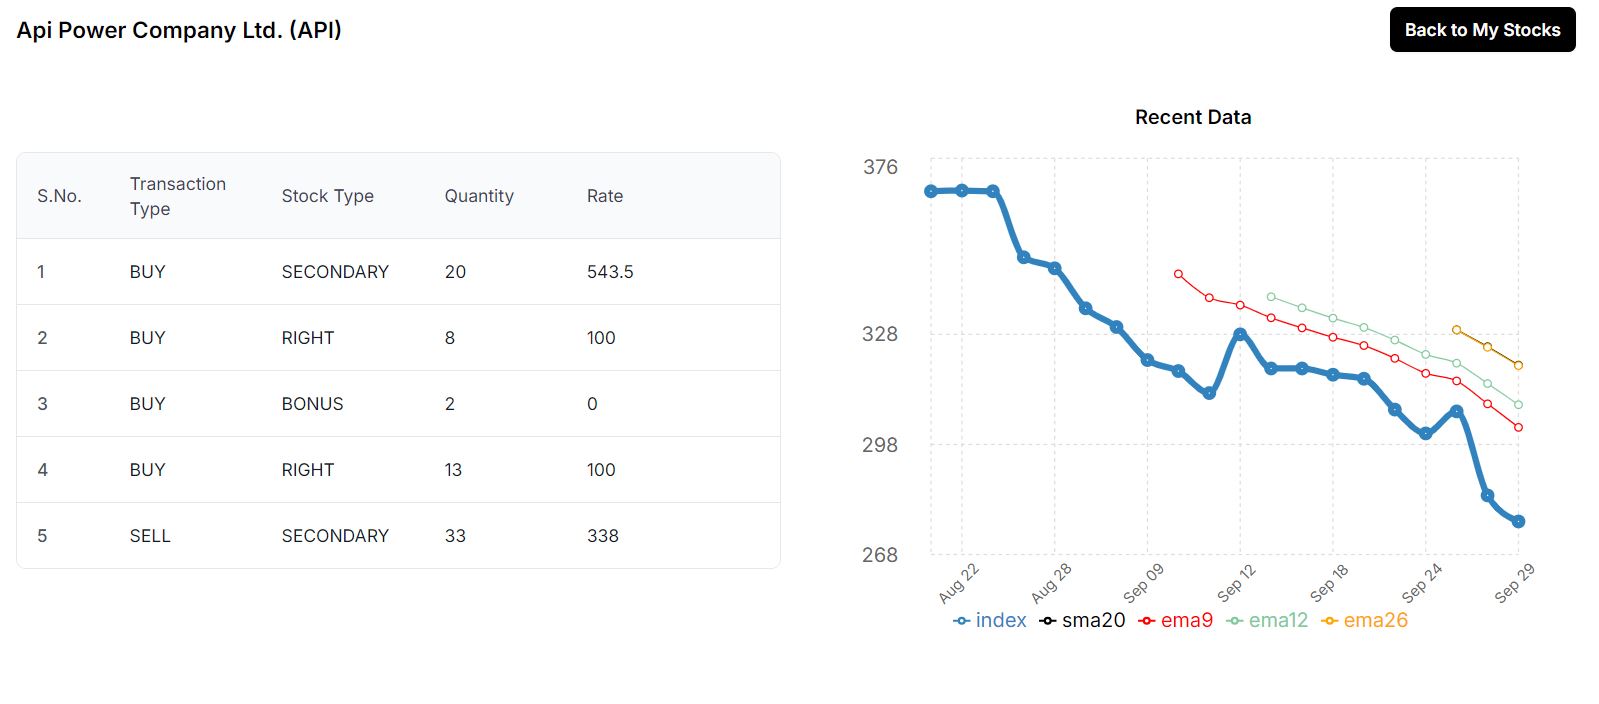 Api Power Company Ltd. (API)
Back to My Stocks
S.No.
Transaction
Type
Stock Type
Quantity
Rate
1 BUY SECONDARY 20 543.5
2 BUY RIGHT 8 100
3 BUY BONUS 2 0
4 BUY RIGHT 13 100
5 SELL SECONDARY 33 338
Recent Data
376
328
298
268
Aug 22 Aug 28 Sep 09 Sep 12 Sep 18 Sep 24 Sep 29
index sma20 ema9 ema12 ema26